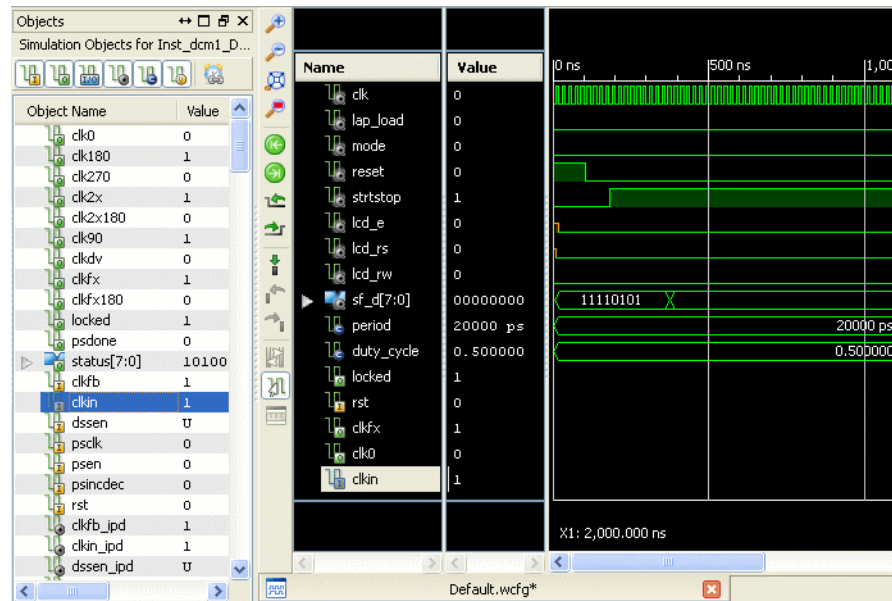 Objects
Simulation Objects for Inst_dcm1_D...
Object Name Value
clk0 0
clk180 1
clk270 0
clk2x 1
clk2x180 0
clk90 1
clkdv 0
clkfx 1
clkfx180 0
locked 1
psdone 0
status[7:0] 10100
clkfb 1
clkin 1
dssen U
psclk 0
psen 0
psincdec 0
rst 0
clkfb_ipd 1
clkin_ipd 1
dssen_ipd U
Name Value
clk 0
lap_load 0
mode 0
reset 0
strtstop 1
lcd_e 0
lcd_rs 0
lcd_rw 0
sf_d[7:0] 00000000
period 20000 ps
duty_cycle 0.500000
locked 1
rst 0
clkfx 1
clk0 0
clkin 1
0 ns 500 ns 1,00
11110101
20000 ps
0.500000
X1: 2,000.000 ns
Default.wcfg*